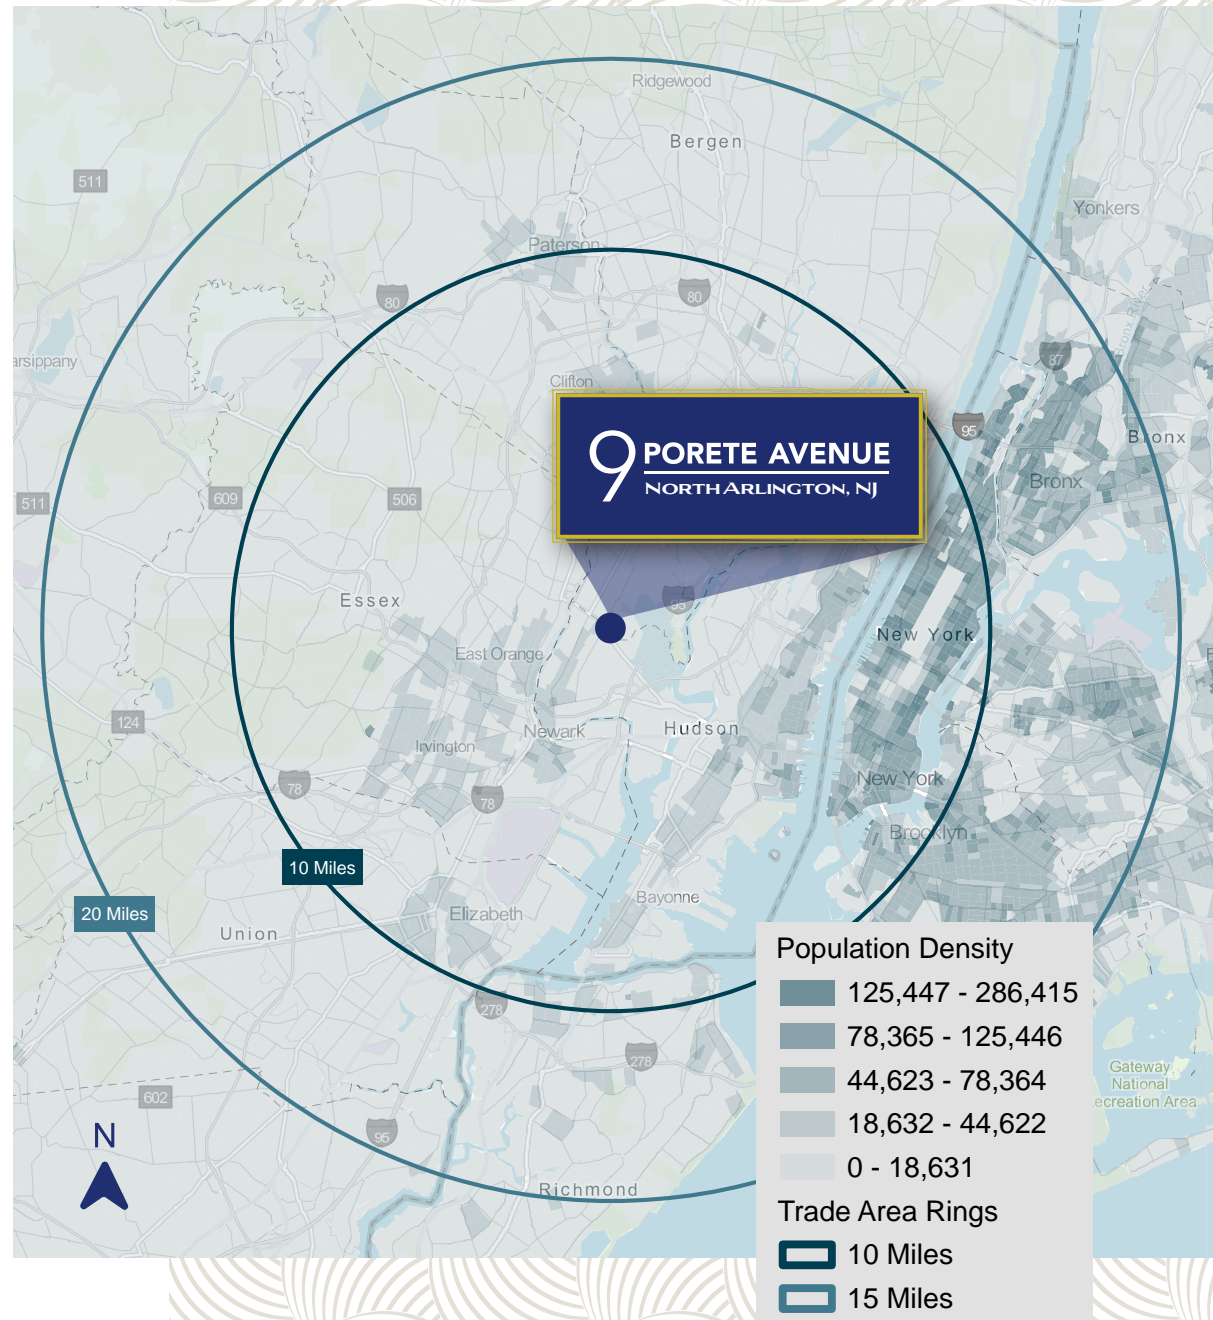 Ridgewood
Bergen
511
Yonkers
Paterson
80
80
arsippany
87
Clifton
95
Bronx
Bronx
9 PORETE AVENUE
NORTH ARLINGTON, NJ
609
506
511
95
Essex
New York
East Orange
124
Newark
Hudson
Irvington
78
78
New York
Brooklyn
10 Miles
Bayonne
20 Miles
Elizabeth
Union
278
278
602
95
Richmond
Gateway
National
ecreation Area
N
Population Density
125,447 - 286,415
78,365 - 125,446
44,623 - 78,364
18,632 - 44,622
0 - 18,631
Trade Area Rings
10 Miles
15 Miles